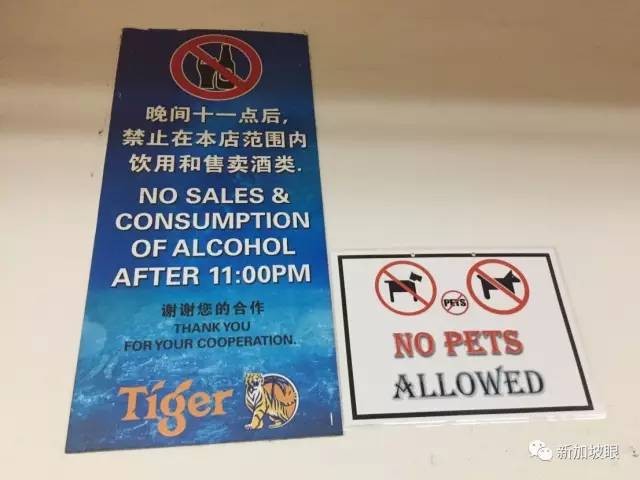 晚间十一点后,
禁止在本店范围内
饮用和售卖酒类.
NO SALES &
CONSUMPTION
OF ALCOHOL
AFTER 11:00PM
谢谢您的合作
THANK YOU
FOR YOUR COOPERATION.
Tiger
PETS
NO PETS
ALLOWED
新加坡眼